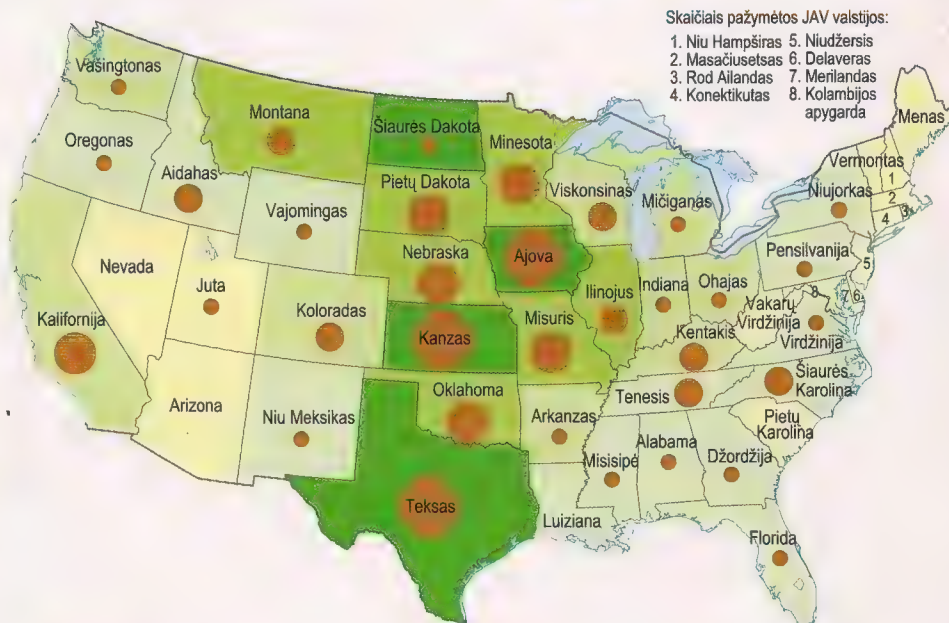 Skaičiais pažymėtos JAV valstijos:
1. Niu Hampširas
2. Masačiusetsas
3. Rod Ailandas
4. Konektikutas
5. Niudžersis
6. Delaveras
7. Merilandas
8. Kolambijos
apygarda
Vašingtonas
Montana
Šiaurės Dakota
Minesota
Menas
Oregonas
Aidahas
Pietų Dakota
Viskonsinas
Mičiganas
Vermontas
1
Niujorkas
2
4
3
Vajomingas
Nebraska
Ajova
Pensilvanija
5
Nevada
Juta
Koloradas
Ilinojus
Indiana
Ohajas
8
7
6
Kalifornija
Kanzas
Misuris
Kentakis
Vakarų
Virdžinija
Virdžinija
Arizona
Niu Meksikas
Oklahoma
Arkanzas
Tenesis
Šiaurės
Karolina
Pietų
Karolina
Teksas
Misisipė
Alabama
Džordžija
Luiziana
Florida